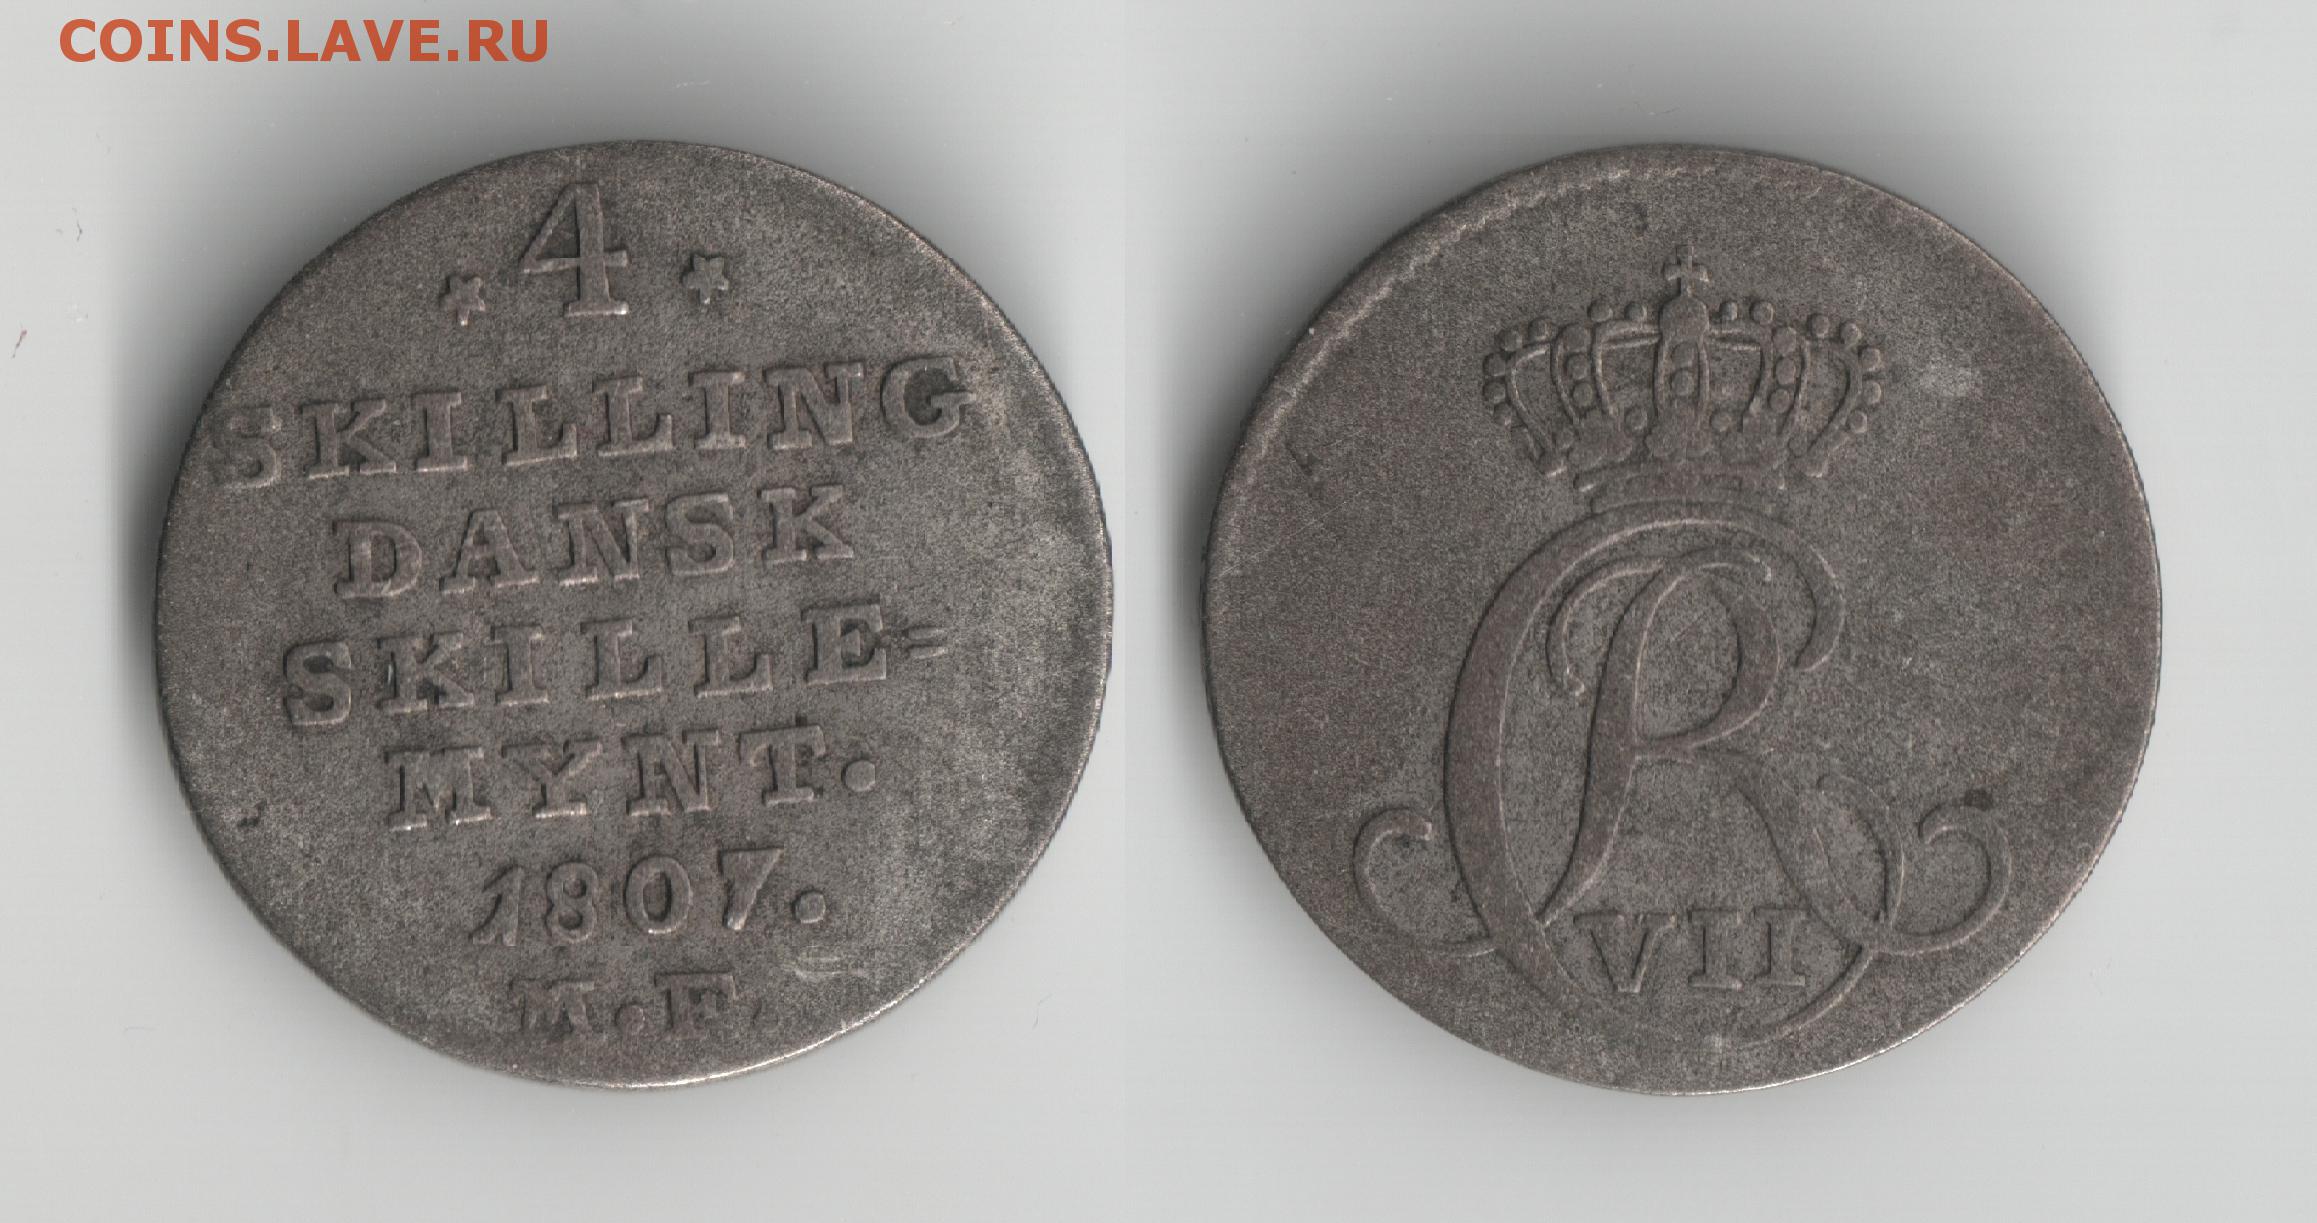 COINS.LAVE.RU
4
SKILLING
DANSK
SKILLE=
MYNT.
1807.
M.F.
CR
VII